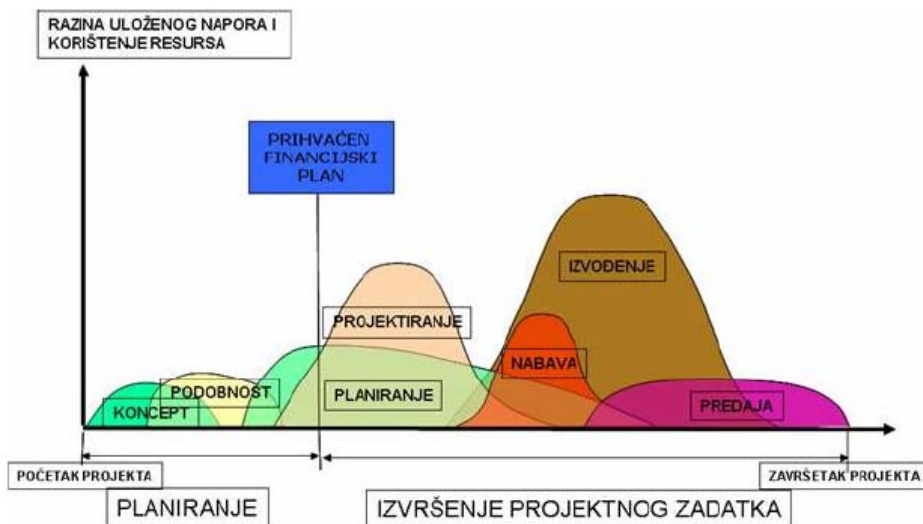 RAZINA ULOŽENOG NAPORA I
KORIŠTENJE RESURSA
PRIHVAĆEN
FINANCIJSKI
PLAN
IZVOĐENJE
PROJEKTIRANJE
NABAVA
PODOBNOST
PLANIRANJE
KONCEPT
PREDAJA
POČETAK PROJEKTA
ZAVRŠETAK PROJEKTA
PLANIRANJE
IZVRŠENJE PROJEKTNOG ZADATKA